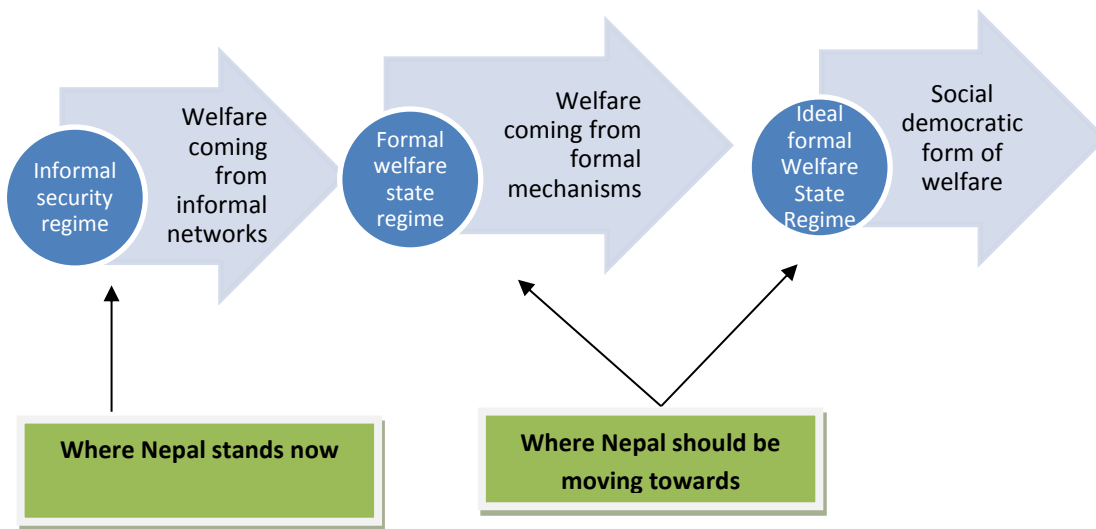 Informal
security
regime
Welfare
coming
from
informal
networks
Formal
welfare
state
regime
Welfare
coming from
formal
mechanisms
Ideal
formal
Welfare
State
Regime
Social
democratic
form of
welfare
Where Nepal stands now
Where Nepal should be
moving towards